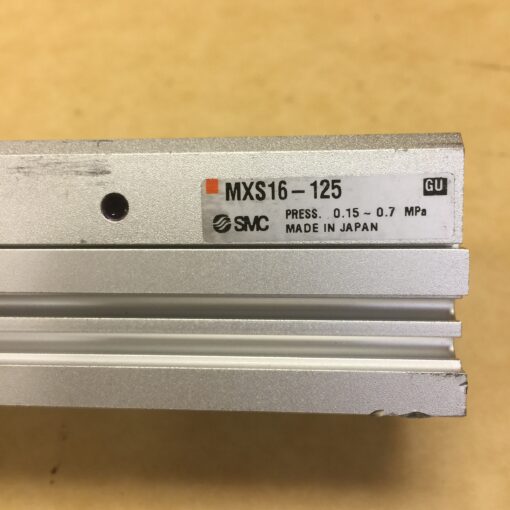 MXS16-125
GU
SMC
PRESS. 0.15 ~ 0.7 MPa
MADE IN JAPAN